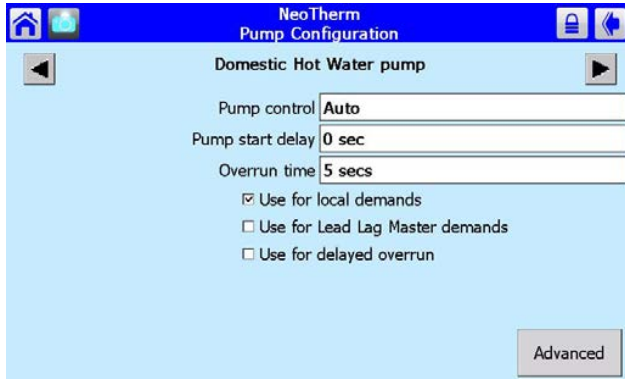 NeoTherm
Pump Configuration
Domestic Hot Water pump
Pump control Auto
Pump start delay 0 sec
Overrun time 5 secs
Use for local demands
Use for Lead Lag Master demands
Use for delayed overrun
Advanced